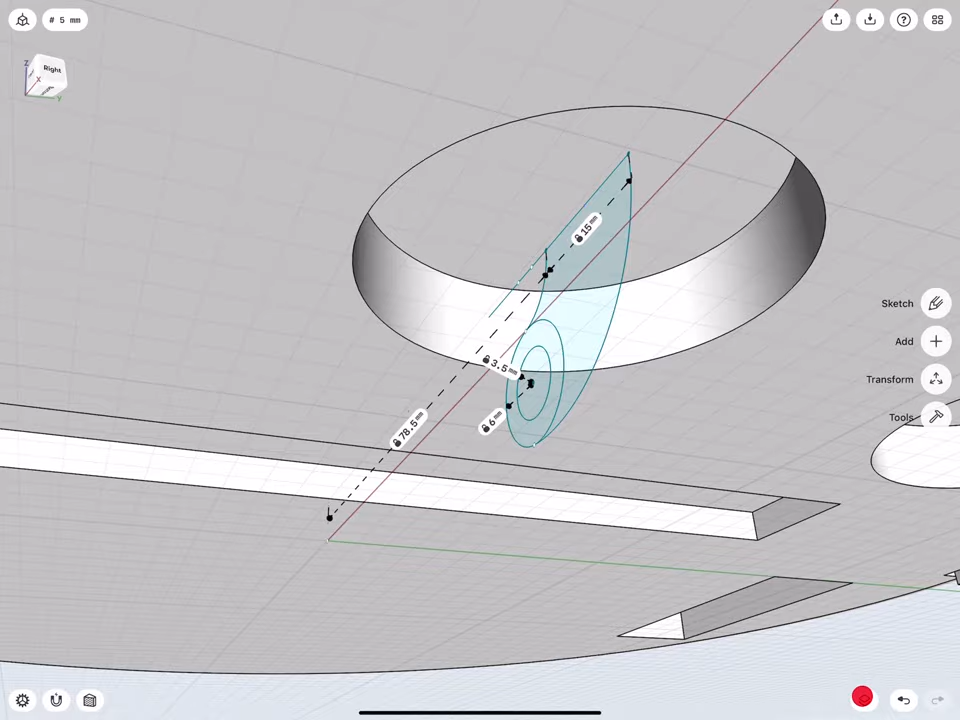 # 5 mm
Right
Z
X
Y
15 mm
3.5 mm
6 mm
78.5 mm
Sketch
Add
Transform
Tools